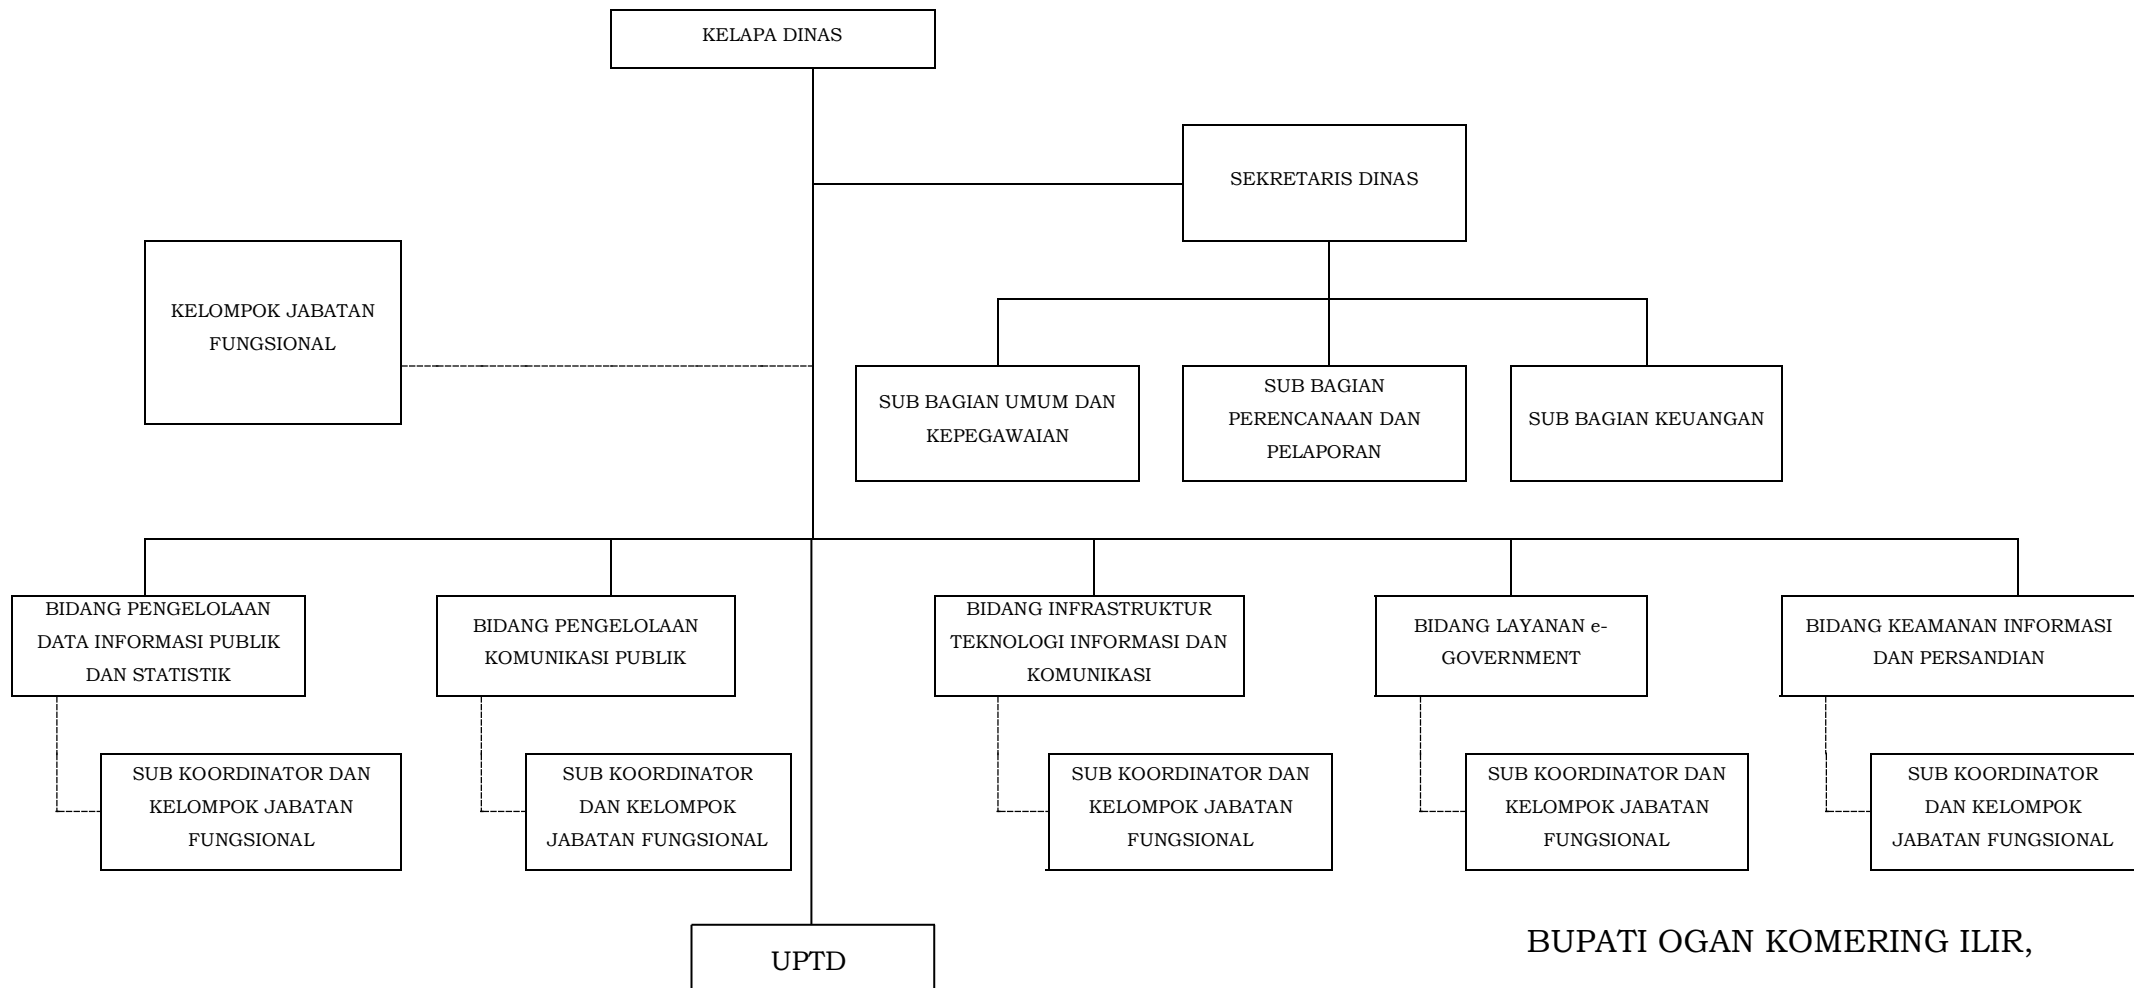 KELAPA DINAS
SEKRETARIS DINAS
KELOMPOK JABATAN
FUNGSIONAL
SUB BAGIAN UMUM DAN
KEPEGAWAIAN
SUB BAGIAN
PERENCANAAN DAN
PELAPORAN
SUB BAGIAN KEUANGAN
BIDANG PENGELOLAAN
DATA INFORMASI PUBLIK
DAN STATISTIK
BIDANG PENGELOLAAN
KOMUNIKASI PUBLIK
BIDANG INFRASTRUKTUR
TEKNOLOGI INFORMASI DAN
KOMUNIKASI
BIDANG LAYANAN e-
GOVERNMENT
BIDANG KEAMANAN INFORMASI
DAN PERSANDIAN
SUB KOORDINATOR DAN
KELOMPOK JABATAN
FUNGSIONAL
SUB KOORDINATOR
DAN KELOMPOK
JABATAN FUNGSIONAL
SUB KOORDINATOR DAN
KELOMPOK JABATAN
FUNGSIONAL
SUB KOORDINATOR DAN
KELOMPOK JABATAN
FUNGSIONAL
SUB KOORDINATOR
DAN KELOMPOK
JABATAN FUNGSIONAL
UPTD
BUPATI OGAN KOMERING ILIR,